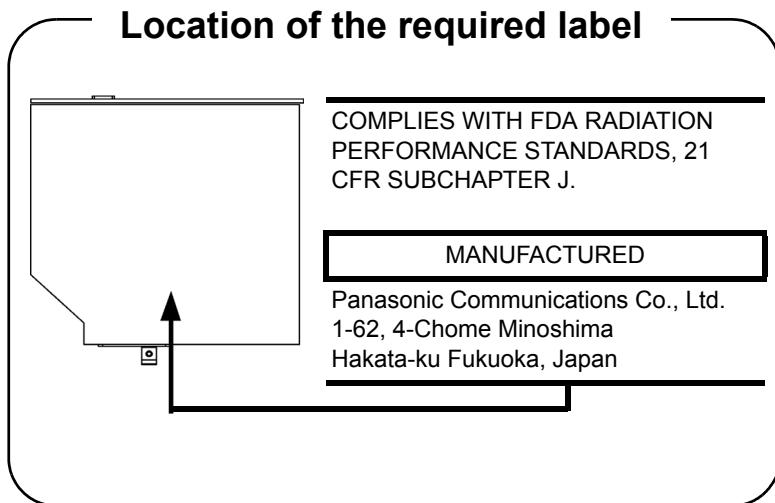 Location of the required label
COMPLIES WITH FDA RADIATION
PERFORMANCE STANDARDS, 21
CFR SUBCHAPTER J.
MANUFACTURED
Panasonic Communications Co., Ltd.
1-62, 4-Chome Minoshima
Hakata-ku Fukuoka, Japan